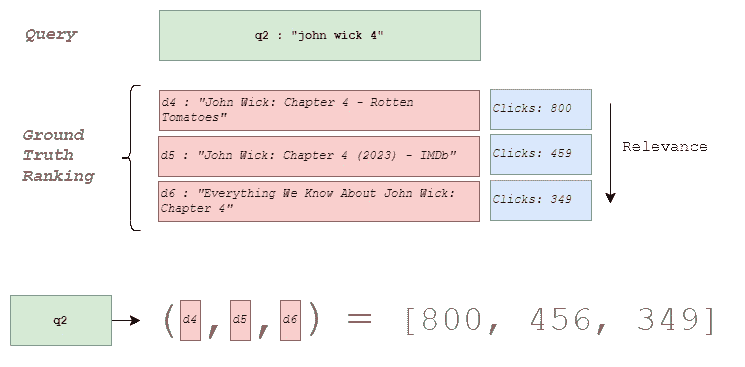 Query
q2 : "john wick 4"
d4 : "John Wick: Chapter 4 - Rotten
Tomatoes"
Clicks: 800
Ground
Truth
Ranking
d5 : "John Wick: Chapter 4 (2023) - IMDb"
Clicks: 459
Relevance
d6 : "Everything We Know About John Wick:
Chapter 4"
Clicks: 349
q2
(d4, d5, d6) = [800, 456, 349]